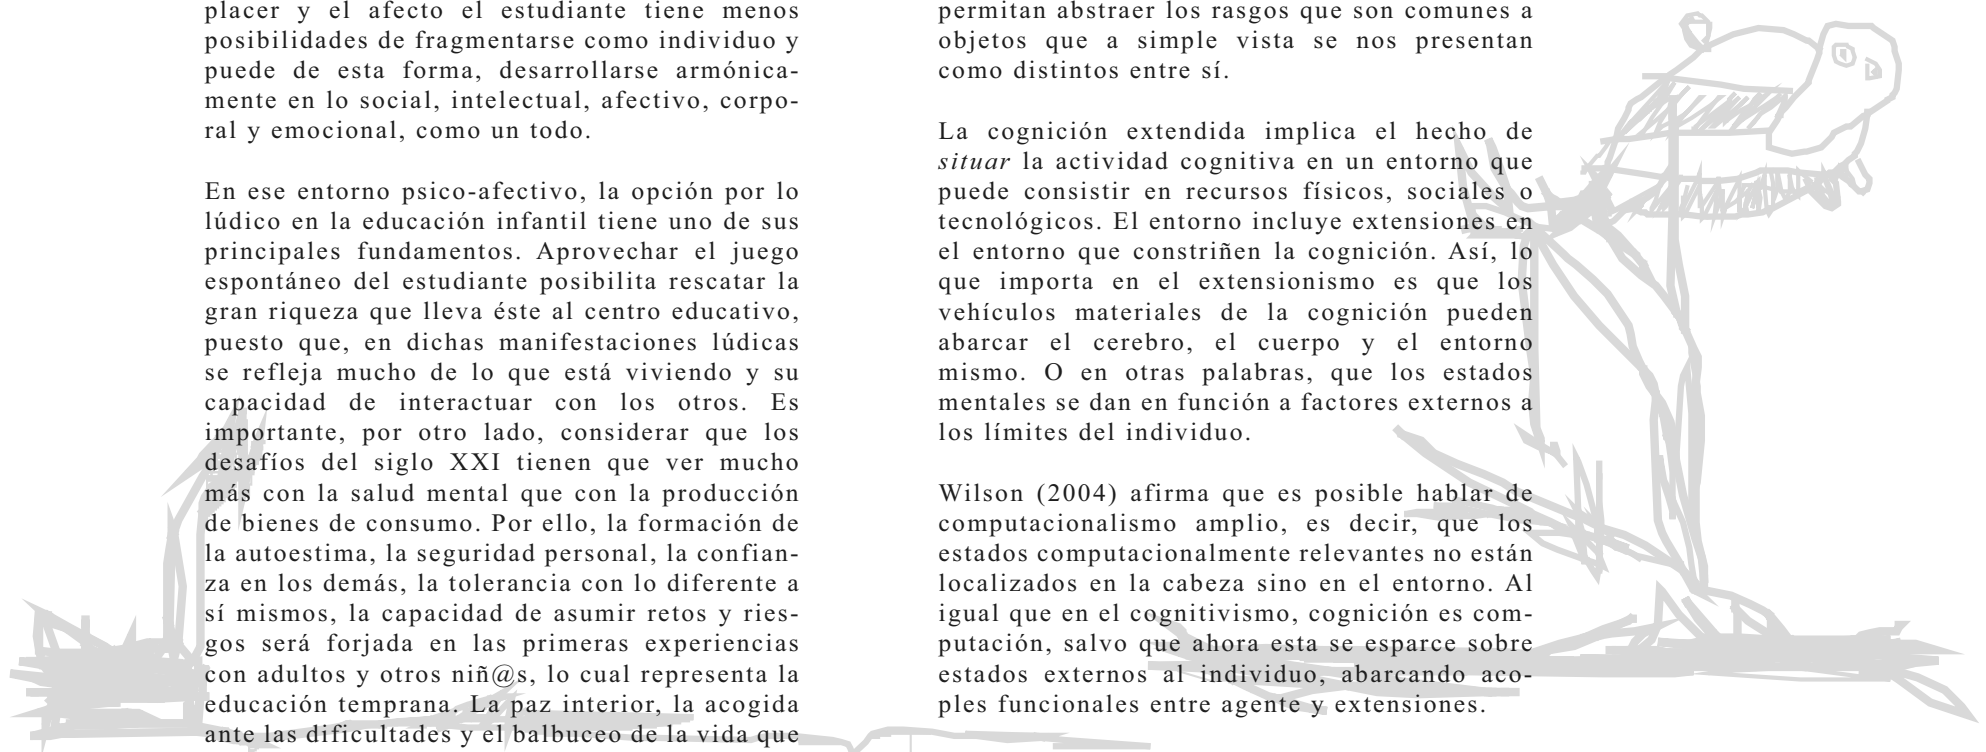 placer y el afecto el estudiante tiene menos
posibilidades de fragmentarse como individuo y
puede de esta forma, desarrollarse armónica-
mente en lo social, intelectual, afectivo, corpo-
ral y emocional, como un todo.
En ese entorno psico-afectivo, la opción por lo
lúdico en la educación infantil tiene uno de sus
principales fundamentos. Aprovechar el juego
espontáneo del estudiante posibilita rescatar la
gran riqueza que lleva éste al centro educativo,
puesto que, en dichas manifestaciones lúdicas
se refleja mucho de lo que está viviendo y su
capacidad de interactuar con los otros. Es
importante, por otro lado, considerar que los
desafíos del siglo XXI tienen que ver mucho
más con la salud mental que con la producción
de bienes de consumo. Por ello, la formación de
la autoestima, la seguridad personal, la confian-
za en los demás, la tolerancia con lo diferente a
sí mismos, la capacidad de asumir retos y ries-
gos será forjada en las primeras experiencias
con adultos y otros niñ@s, lo cual representa la
educación temprana. La paz interior, la acogida
ante las dificultades y el balbuceo de la vida que
permitan abstraer los rasgos que son comunes a
objetos que a simple vista se nos presentan
como distintos entre sí.
La cognición extendida implica el hecho de
situar la actividad cognitiva en un entorno que
puede consistir en recursos físicos, sociales o
tecnológicos. El entorno incluye extensiones en
el entorno que constriñen la cognición. Así, lo
que importa en el extensionismo es que los
vehículos materiales de la cognición pueden
abarcar el cerebro, el cuerpo y el entorno
mismo. O en otras palabras, que los estados
mentales se dan en función a factores externos a
los límites del individuo.
Wilson (2004) afirma que es posible hablar de
computacionalismo amplio, es decir, que los
estados computacionalmente relevantes no están
localizados en la cabeza sino en el entorno. Al
igual que en el cognitivismo, cognición es com-
putación, salvo que ahora esta se esparce sobre
estados externos al individuo, abarcando aco-
ples funcionales entre agente y extensiones.